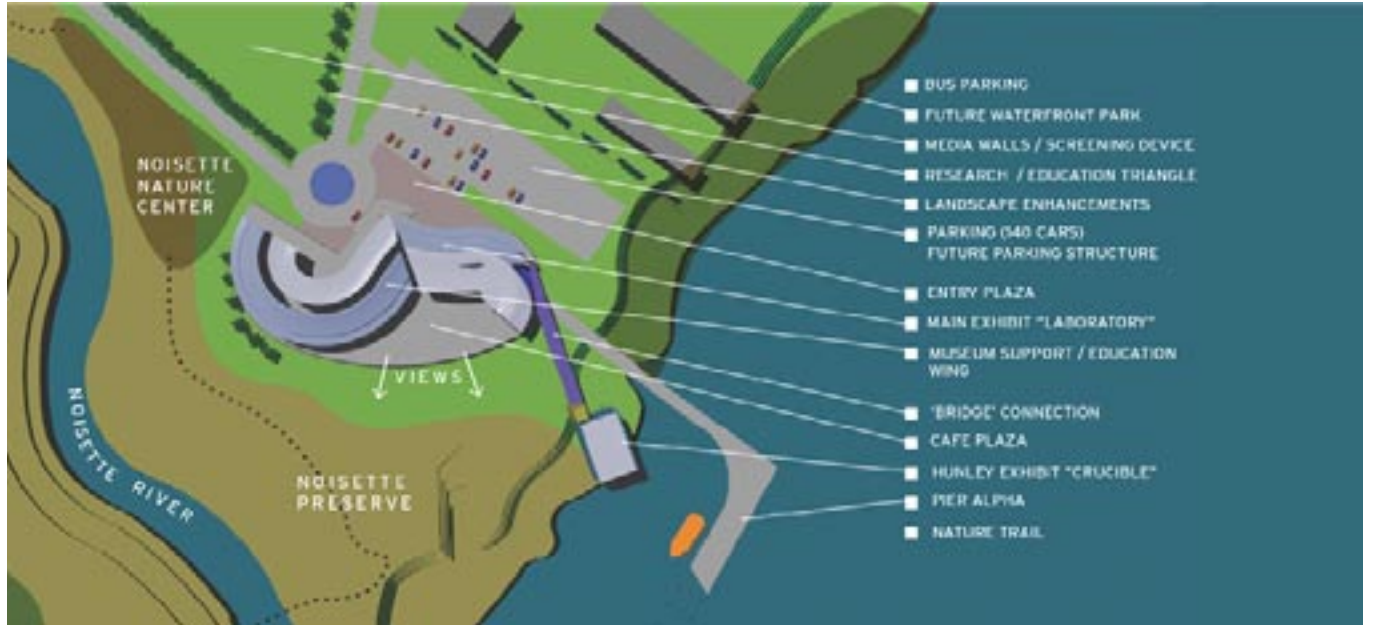 NOISETTE
NATURE
CENTER
VIEWS
NOISETTE RIVER
NOISETTE
PRESERVE
BUS PARKING
FUTURE WATERFRONT PARK
MEDIA WALLS / SCREENING DEVICE
RESEARCH / EDUCATION TRIANGLE
LANDSCAPE ENHANCEMENTS
PARKING (540 CARS)
FUTURE PARKING STRUCTURE
ENTRY PLAZA
MAIN EXHIBIT "LABORATORY"
MUSEUM SUPPORT / EDUCATION
WING
'BRIDGE' CONNECTION
CAFE PLAZA
HUNLEY EXHIBIT "CRUCIBLE"
PIER ALPHA
NATURE TRAIL